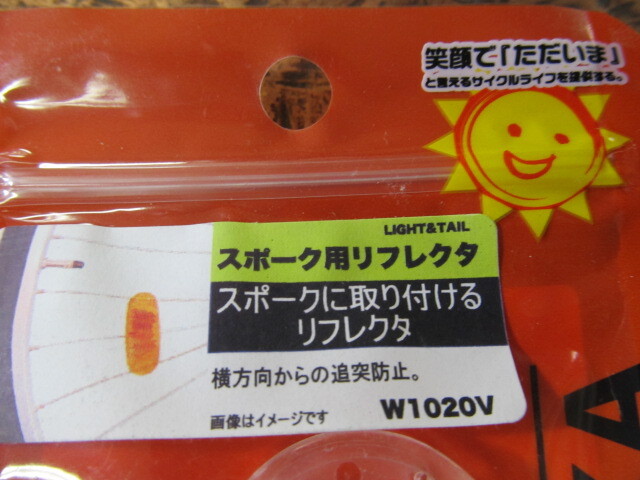 笑顔で「ただいま」
と言えるサイクルライフを提供する。
LIGHT&TAIL
スポーク用リフレクタ
スポークに取り付ける
リフレクタ
横方向からの追突防止。
画像はイメージです
W1020V